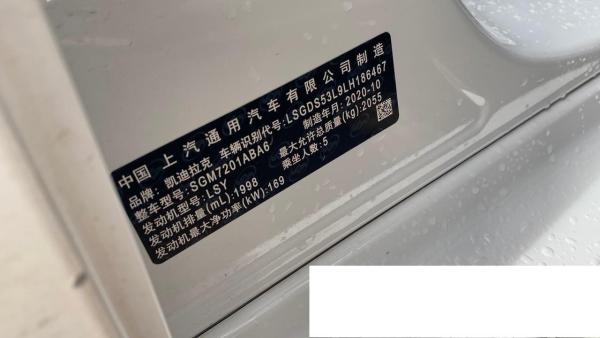 中国 上汽通用汽车有限公司制造
品牌:凯迪拉克 车辆识别代号:LSGDS53L9LH186467
整车型号:SGM7201ABA6 制造年月:2020-10
发动机型号:LSY 最大允许总质量(kg):2055
发动机排量(mL):1998 乘坐人数:5
发动机最大净功率(kW):169